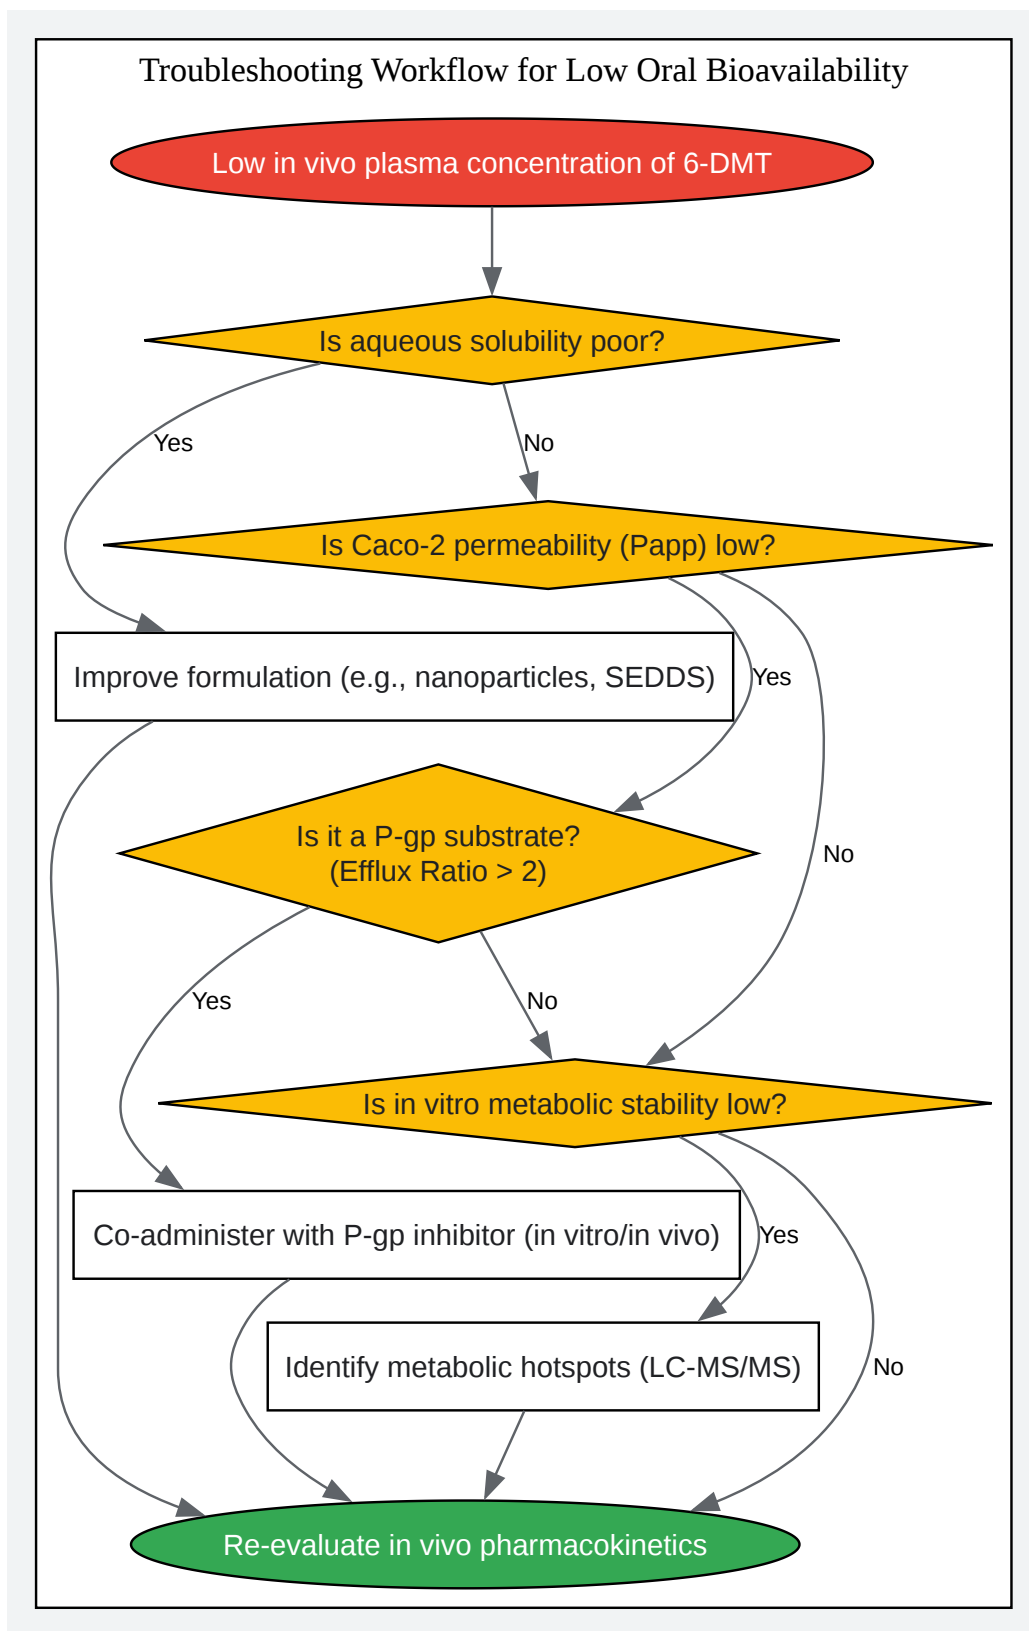 Troubleshooting Workflow for Low Oral Bioavailability
Low in vivo plasma concentration of 6-DMT
Is aqueous solubility poor?
Yes
No
Is Caco-2 permeability (Papp) low?
Improve formulation (e.g., nanoparticles, SEDDS)
Yes
Is it a P-gp substrate?
(Efflux Ratio > 2)
No
Yes
No
Is in vitro metabolic stability low?
Co-administer with P-gp inhibitor (in vitro/in vivo)
Yes
Identify metabolic hotspots (LC-MS/MS)
No
Re-evaluate in vivo pharmacokinetics